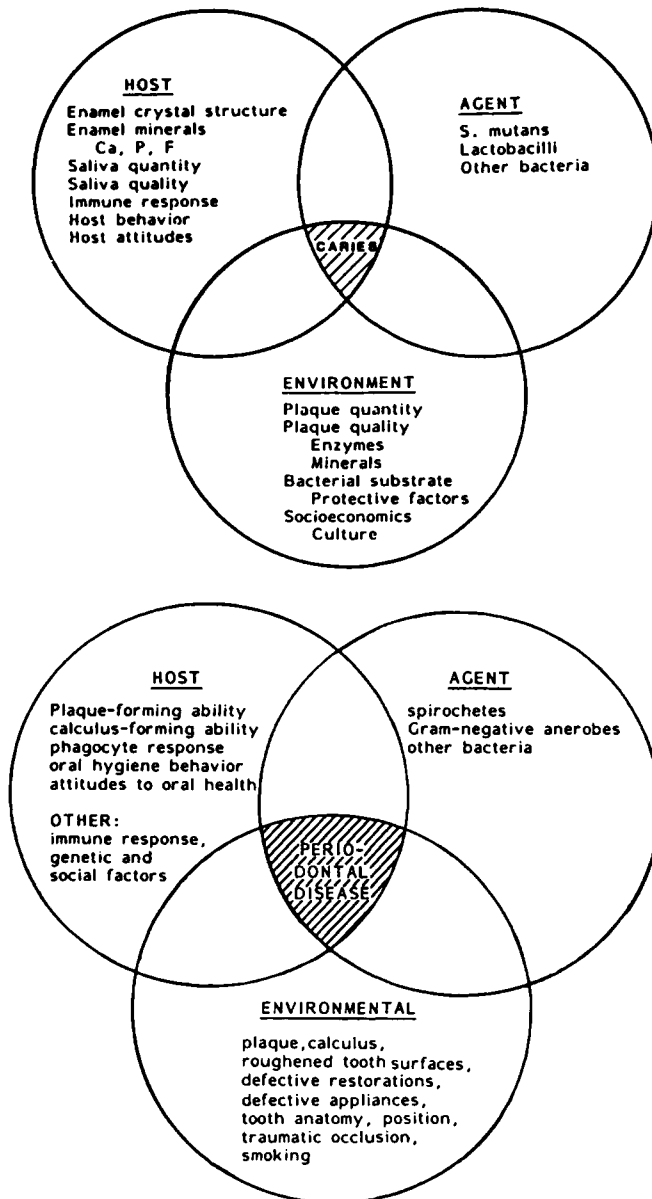 HOST
Enamel crystal structure
Enamel minerals
Ca, P, F
Saliva quantity
Saliva quality
Immune response
Host behavior
Host attitudes
AGENT
S. mutans
Lactobacilli
Other bacteria
CARIES
ENVIRONMENT
Plaque quantity
Plaque quality
Enzymes
Minerals
Bacterial substrate
Protective factors
Socioeconomics
Culture
HOST
Plaque-forming ability
calculus-forming ability
phagocyte response
oral hygiene behavior
attitudes to oral health
OTHER:
immune response,
genetic and
social factors
AGENT
spirochetes
Gram-negative anerobes
other bacteria
PERIO-
DONTAL
DISEASE
ENVIRONMENTAL
plaque, calculus,
roughened tooth surfaces,
defective restorations,
defective appliances,
tooth anatomy, position,
traumatic occlusion,
smoking